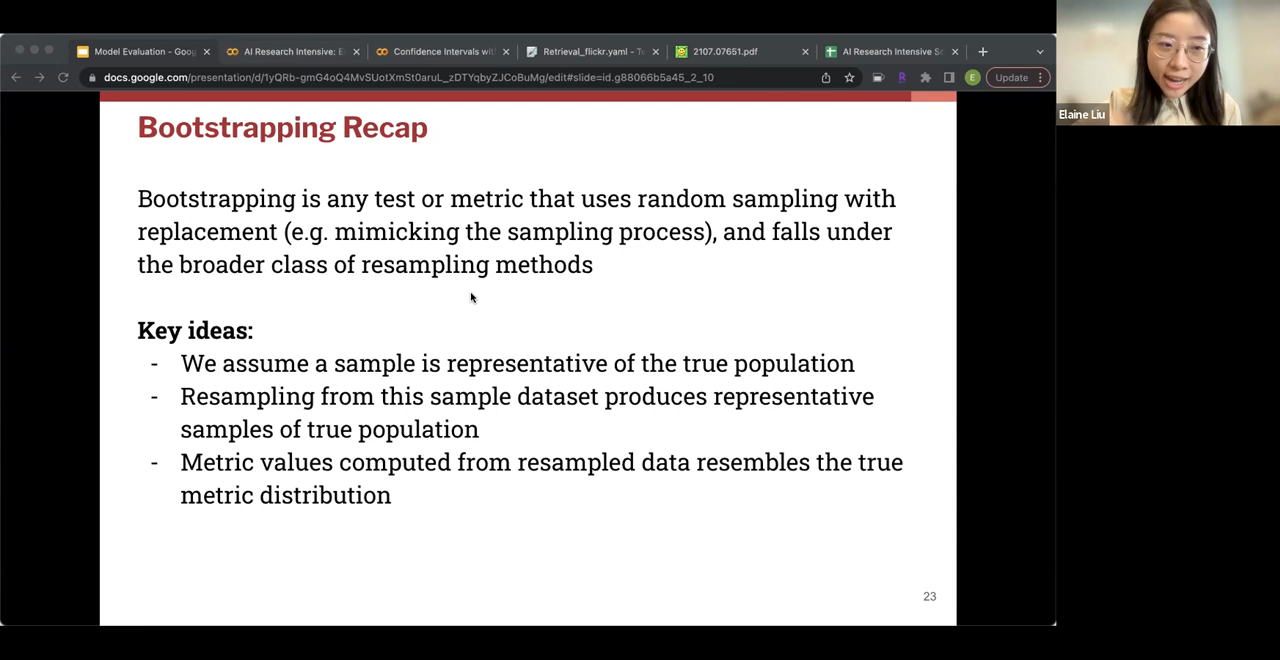 Model Evaluation - Goog
AI Research Intensive: E
Confidence Intervals wit
Retrieval_flickr.yaml - T
2107.07651.pdf
AI Research Intensive Sc
docs.google.com/presentation/d/1yQRb-gmG4oQ4MvSUotXmSt0aruL_zDTYqbyZJCoBuMg/edit#slide=id.g88066b5a45_2_10
R
E
Update
Elaine Liu
Bootstrapping Recap
Bootstrapping is any test or metric that uses random sampling with
replacement (e.g. mimicking the sampling process), and falls under
the broader class of resampling methods
Key ideas:
- We assume a sample is representative of the true population
- Resampling from this sample dataset produces representative
samples of true population
- Metric values computed from resampled data resembles the true
metric distribution
23